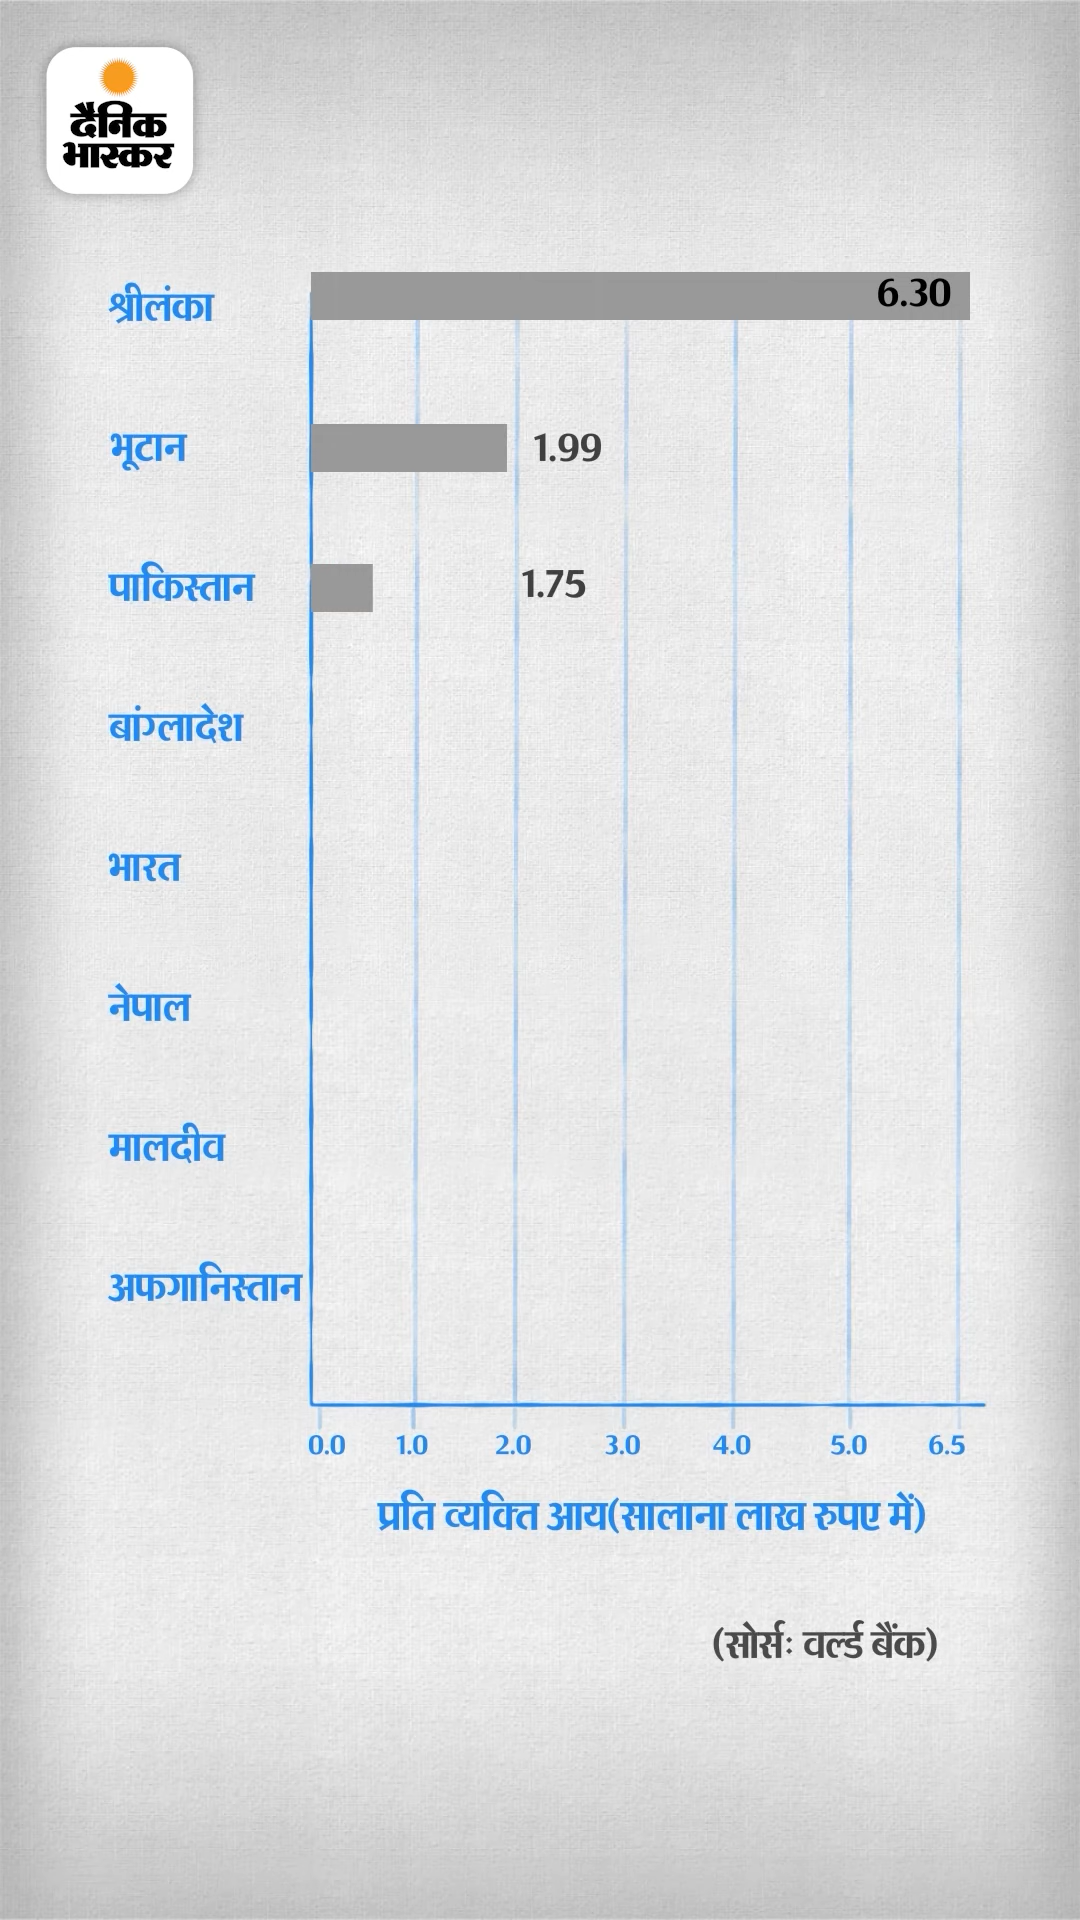 दैनिक
भास्कर
श्रीलंका 6.30
भूटान 1.99
पाकिस्तान 1.75
बांग्लादेश
भारत
नेपाल
मालदीव
अफगानिस्तान
0.0 1.0 2.0 3.0 4.0 5.0 6.5
प्रति व्यक्ति आय(सालाना लाख रुपए में)
(सोर्सः वर्ल्ड बैंक)